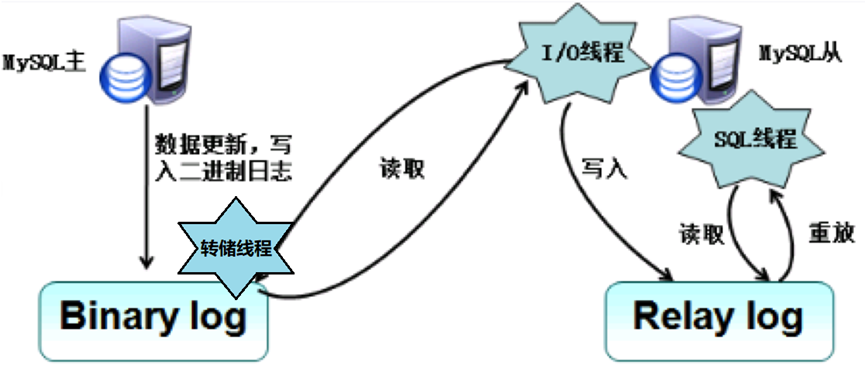 MySQL主
I/O线程
MySQL从
数据更新，写
入二进制日志
读取
写入
SQL线程
读取
重放
转储线程
Binary log
Relay log